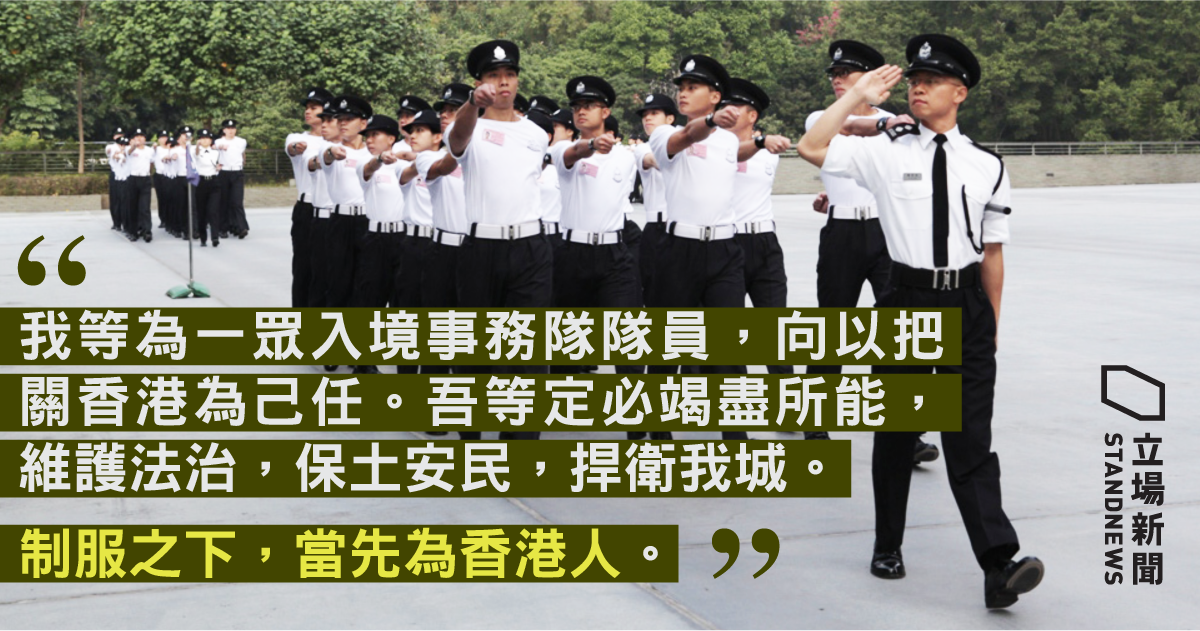 “
我等為一眾入境事務隊隊員，向以把
關香港為己任。吾等定必竭盡所能，
維護法治，保土安民，捍衛我城。
制服之下，當先為香港人。
”
立場新聞
STANDNEWS